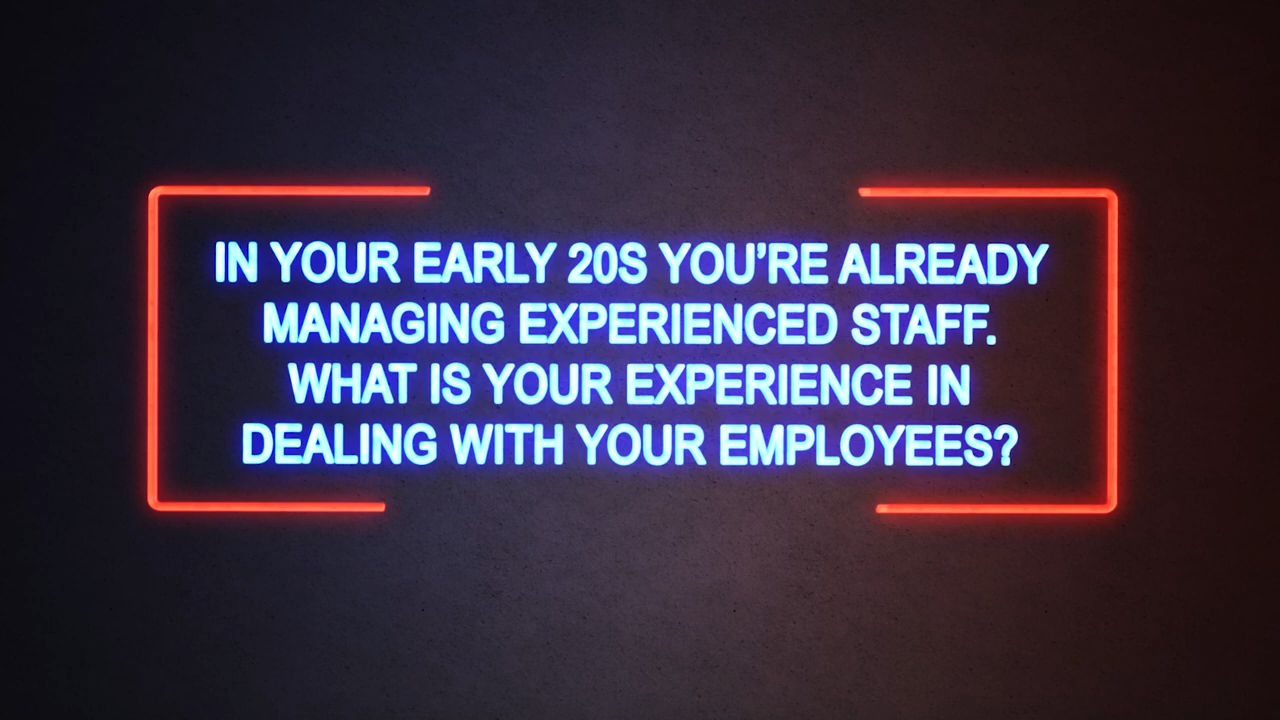 IN YOUR EARLY 20S YOU’RE ALREADY
MANAGING EXPERIENCED STAFF.
WHAT IS YOUR EXPERIENCE IN
DEALING WITH YOUR EMPLOYEES?